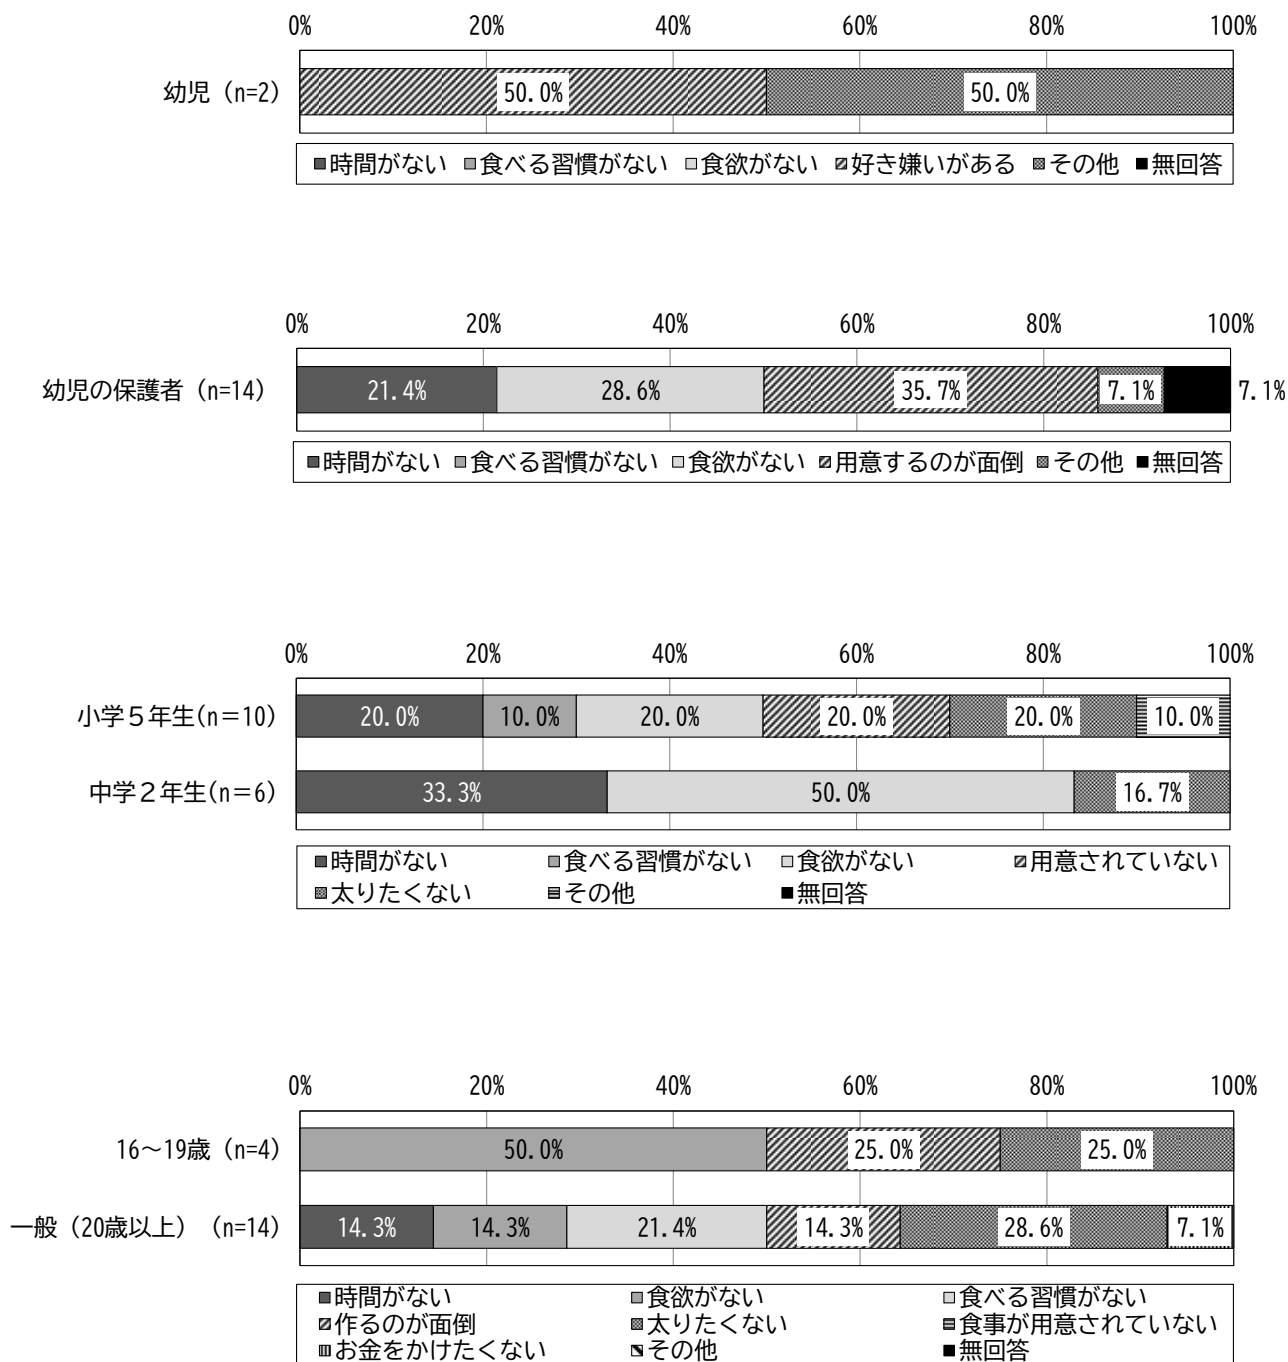 0% 20% 40% 60% 80% 100%
幼児（n=2） 50.0% 50.0%
■時間がない ■食べる習慣がない □食欲がない 好き嫌いがある その他 ■無回答
0% 20% 40% 60% 80% 100%
幼児の保護者（n=14） 21.4% 28.6% 35.7% 7.1% 7.1%
■時間がない ■食べる習慣がない □食欲がない 用意するのが面倒 その他 ■無回答
0% 20% 40% 60% 80% 100%
小学５年生(n＝10) 20.0% 10.0% 20.0% 20.0% 20.0% 10.0%
中学２年生(n＝6) 33.3% 50.0% 16.7%
■時間がない ■食べる習慣がない □食欲がない 用意されていない
太りたくない その他 ■無回答
0% 20% 40% 60% 80% 100%
16～19歳（n=4） 50.0% 25.0% 25.0%
一般（20歳以上）（n=14） 14.3% 14.3% 21.4% 14.3% 28.6% 7.1%
■時間がない ■食欲がない □食べる習慣がない
作るのが面倒 太りたくない 食事が用意されていない
お金をかけたくない その他 ■無回答